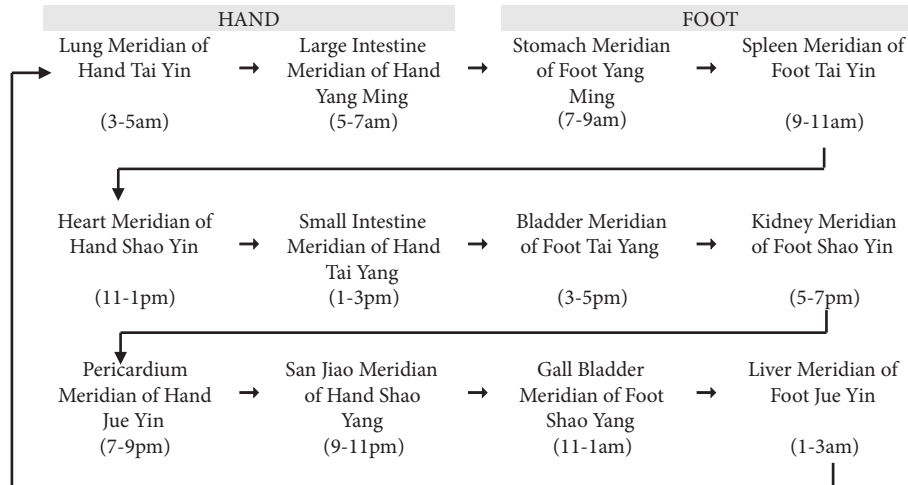 HAND
FOOT
Lung Meridian of
Hand Tai Yin
(3-5am)
Large Intestine
Meridian of Hand
Yang Ming
(5-7am)
Stomach Meridian
of Foot Yang
Ming
(7-9am)
Spleen Meridian of
Foot Tai Yin
(9-11am)
Heart Meridian of
Hand Shao Yin
(11-1pm)
Small Intestine
Meridian of Hand
Tai Yang
(1-3pm)
Bladder Meridian
of Foot Tai Yang
(3-5pm)
Kidney Meridian
of Foot Shao Yin
(5-7pm)
Pericardium
Meridian of Hand
Jue Yin
(7-9pm)
San Jiao Meridian
of Hand Shao
Yang
(9-11pm)
Gall Bladder
Meridian of Foot
Shao Yang
(11-1am)
Liver Meridian of
Foot Jue Yin
(1-3am)